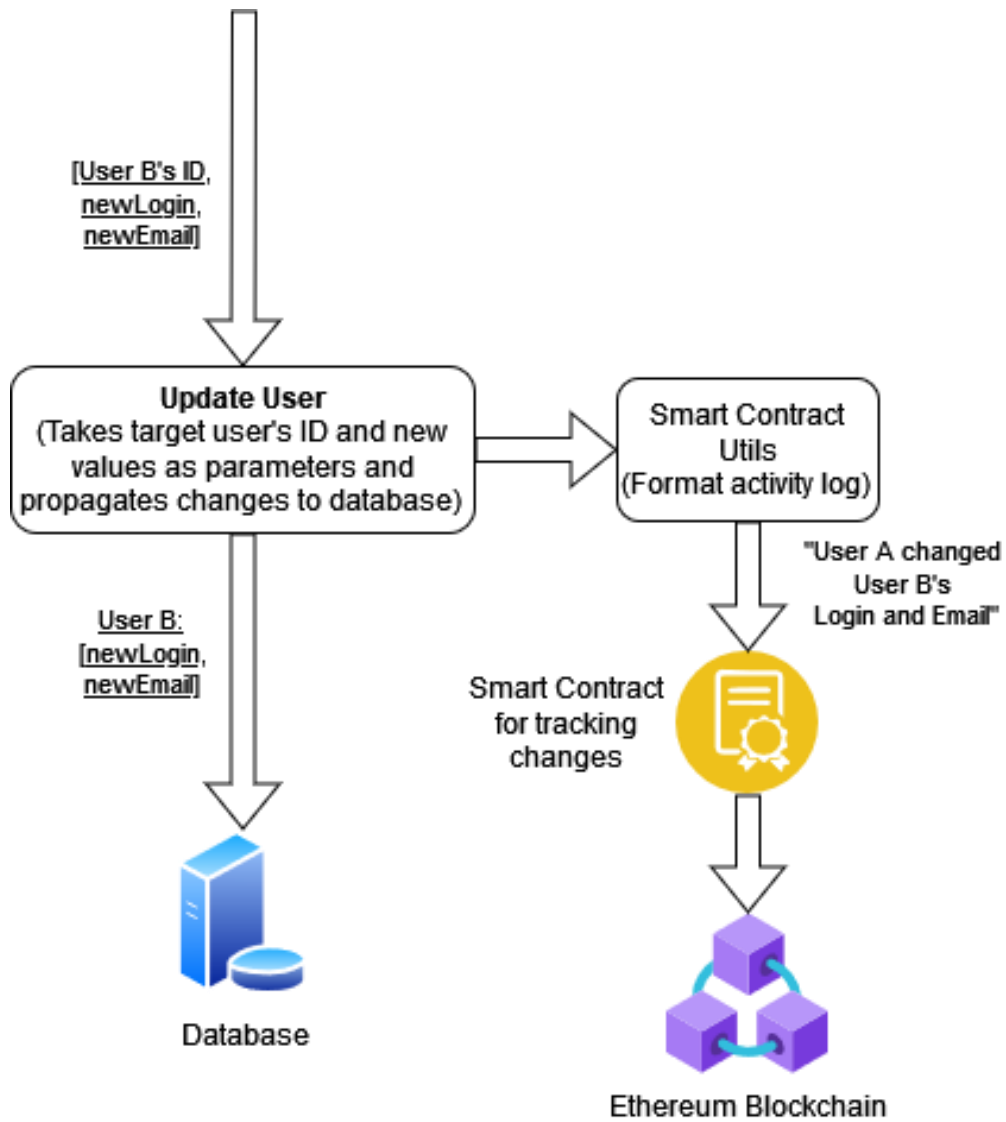 [User B's ID,
newLogin,
newEmail]
Update User
(Takes target user's ID and new
values as parameters and
propagates changes to database)
Smart Contract
Utils
(Format activity log)
"User A changed
User B's
Login and Email"
User B:
[newLogin,
newEmail]
Smart Contract
for tracking
changes
Database
Ethereum Blockchain